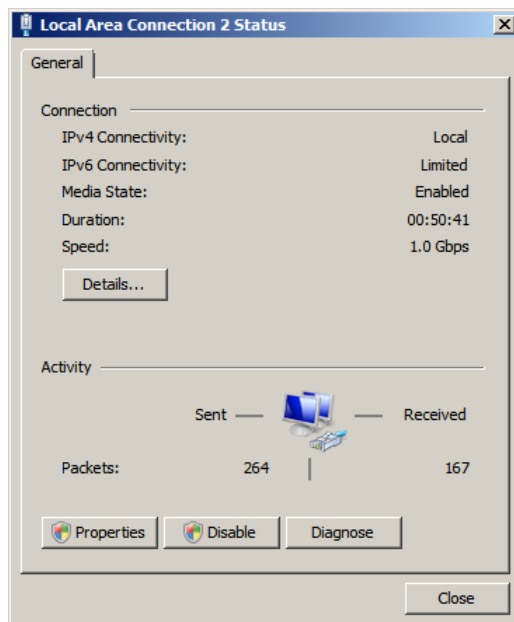 Local Area Connection 2 Status
General
Connection
IPv4 Connectivity: Local
IPv6 Connectivity: Limited
Media State: Enabled
Duration: 00:50:41
Speed: 1.0 Gbps
Details...
Activity
Sent Received
Packets: 264 167
Properties Disable Diagnose
Close